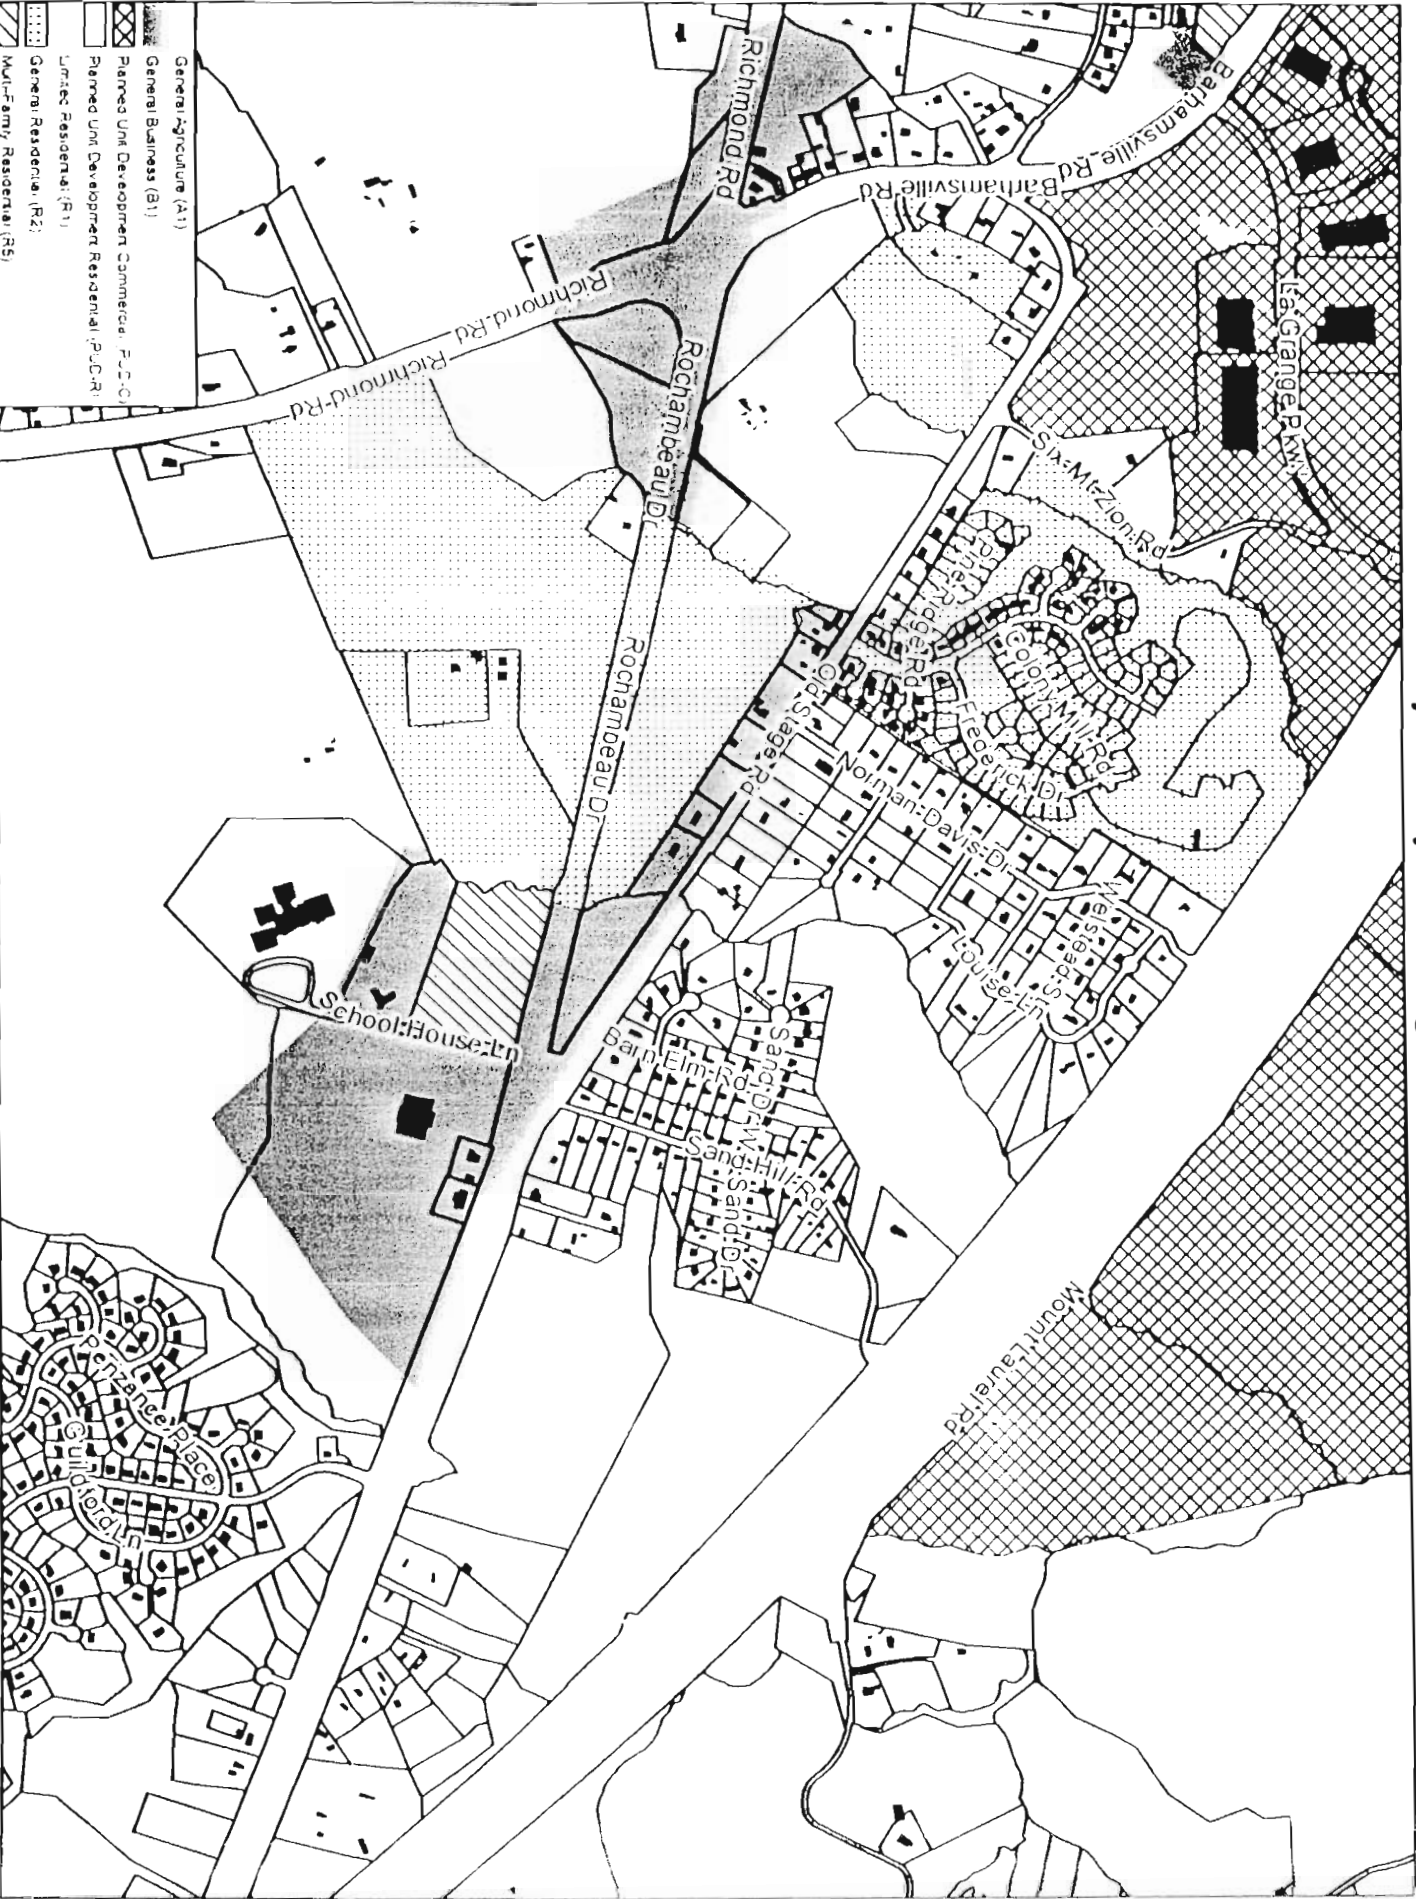 General Agriculture (A1)
General Business (B1)
Planned Unit Development Commercial, PUD-C)
Planned Unit Development Residential (PUD-R)
Limited Residential (R1)
General Residential (R2)
Multi-Family Residential (R5)
Richmond Rd
Barhamsville Rd
Barhamsville Rd
La Grange Pkwy
Richmond Rd
Richmond Rd
Richmond Rd
Rochambeau Dr
Six Mt Zion Rd
Pine Ridge Rd
Colony Mill Rd
Frederick Dr
Rochambeau Dr
Old Stage Rd
Norman Davis Dr
Welstead S
Louise Ln
School House Ln
Barn Elm Rd
Sand Dr W
Sand Hill Rd
Sand Dr
Mount Laurel Rd
Penzance Place
Guildford Ln